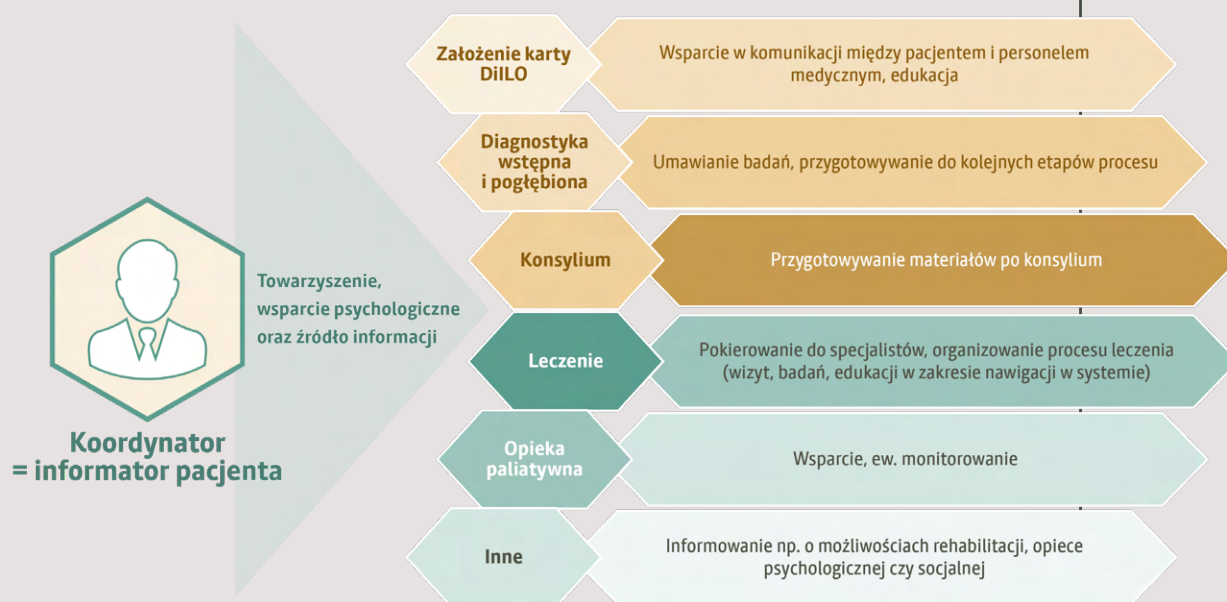 Założenie karty
DiILO
Wsparcie w komunikacji między pacjentem i personelem
medycznym, edukacja
Diagnostyka
wstępna
i pogłębiona
Umawianie badań, przygotowywanie do kolejnych etapów procesu
Konsylium
Przygotowywanie materiałów po konsylium
Towarzyszenie,
wsparcie psychologiczne
oraz źródło informacji
Leczenie
Pokierowanie do specjalistów, organizowanie procesu leczenia
(wizyt, badań, edukacji w zakresie nawigacji w systemie)
Koordynator
= informator pacjenta
Opieka
paliatywna
Wsparcie, ew. monitorowanie
Inne
Informowanie np. o możliwościach rehabilitacji, opiece
psychologicznej czy socjalnej